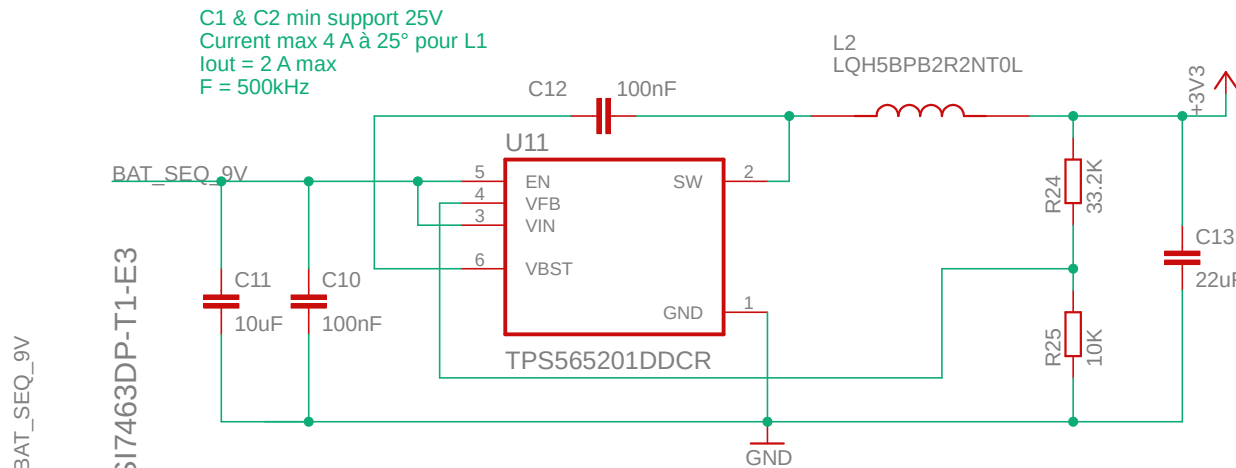 C1 & C2 min support 25V
Current max 4 A à 25° pour L1
Iout = 2 A max
F = 500kHz
L2
LQH5BPB2R2NT0L
C12
100nF
+3V3
U11
BAT_SEQ_9V
5
EN
SW
2
4
VFB
3
VIN
6
VBST
GND
1
TPS565201DDCR
R24
33.2K
C13
22uF
C11
10uF
C10
100nF
R25
10K
GND
BAT_SEQ_9V
SI7463DP-T1-E3